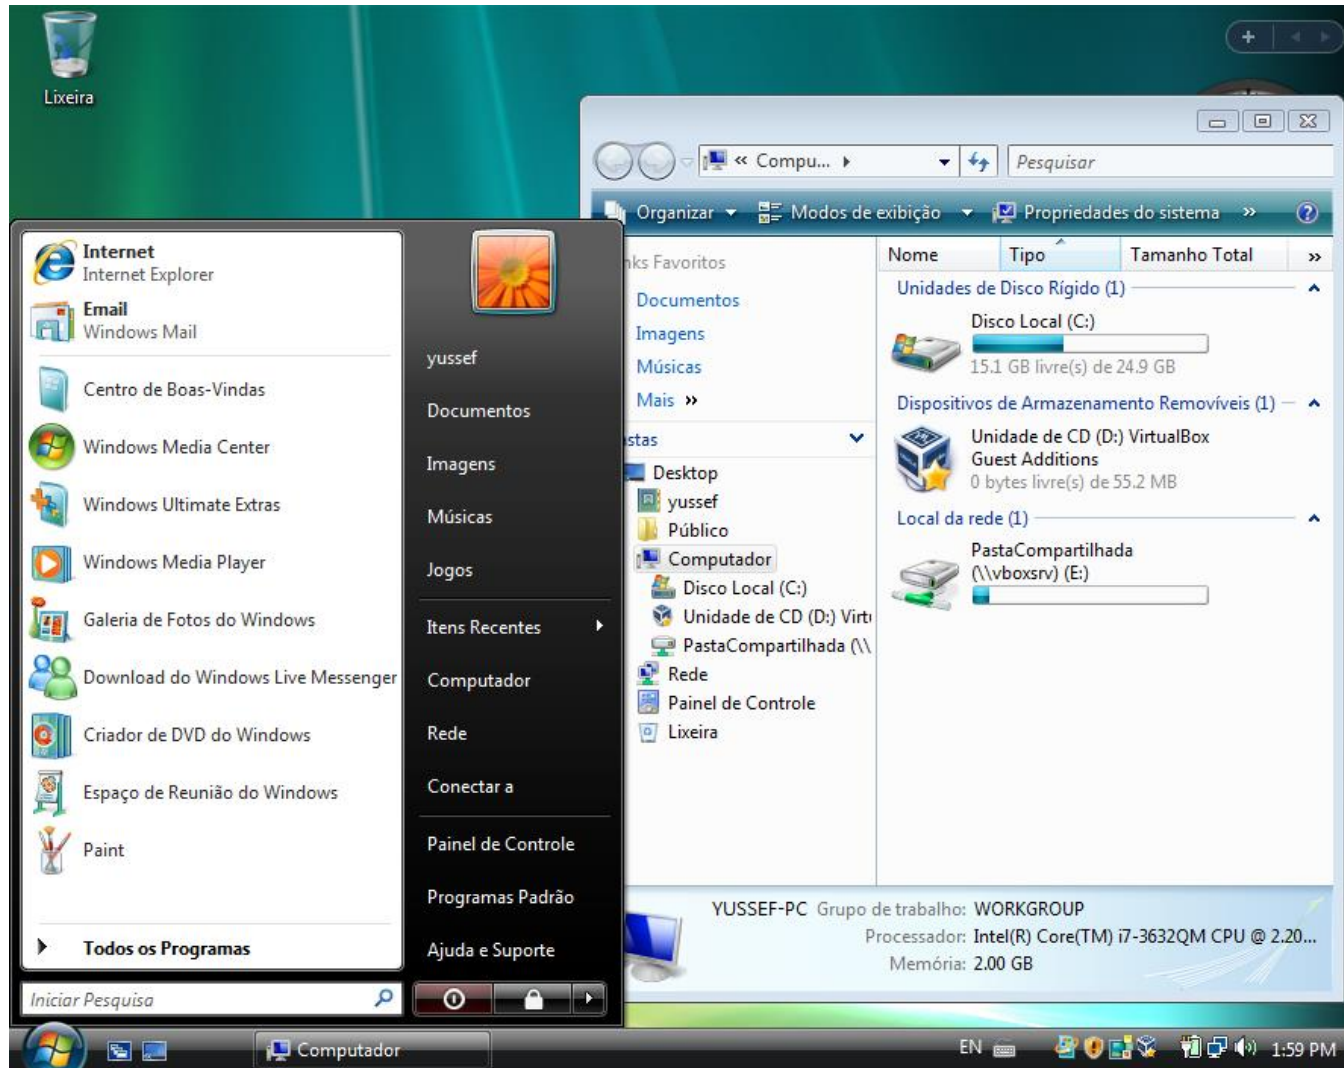 Lixeira
Compu...
Pesquisar
Organizar
Modos de exibição
Propriedades do sistema
Internet
Internet Explorer
Email
Windows Mail
Centro de Boas-Vindas
Windows Media Center
Windows Ultimate Extras
Windows Media Player
Galeria de Fotos do Windows
Download do Windows Live Messenger
Criador de DVD do Windows
Espaço de Reunião do Windows
Paint
Todos os Programas
Iniciar Pesquisa
yussef
Documentos
Imagens
Músicas
Jogos
Itens Recentes
Computador
Rede
Conectar a
Painel de Controle
Programas Padrão
Ajuda e Suporte
nks Favoritos
Documentos
Imagens
Músicas
Mais »
stas
Desktop
yussef
Público
Computador
Disco Local (C:)
Unidade de CD (D:) Virtu
PastaCompartilhada (\\
Rede
Painel de Controle
Lixeira
Nome Tipo Tamanho Total »
Unidades de Disco Rígido (1)
Disco Local (C:)
15.1 GB livre(s) de 24.9 GB
Dispositivos de Armazenamento Removíveis (1)
Unidade de CD (D:) VirtualBox
Guest Additions
0 bytes livre(s) de 55.2 MB
Local da rede (1)
PastaCompartilhada
(\\vboxsrv) (E:)
YUSSEF-PC Grupo de trabalho: WORKGROUP
Processador: Intel(R) Core(TM) i7-3632QM CPU @ 2.20...
Memória: 2.00 GB
Computador
EN
1:59 PM